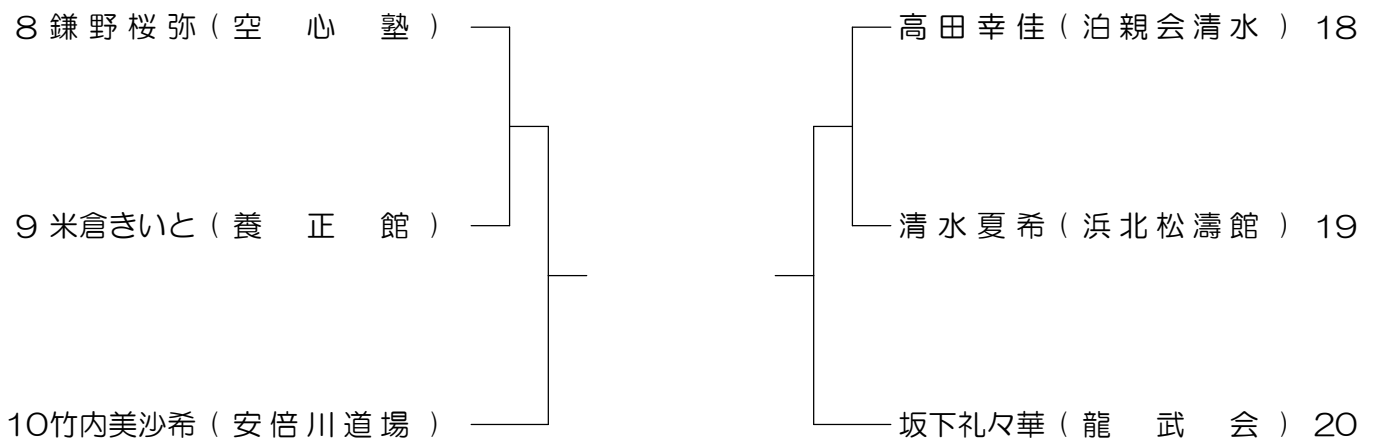 8 鎌野桜弥（空心塾）
9 米倉きいと（養正館）
10 竹内美沙希（安倍川道場）
高田幸佳（泊親会清水）18
清水夏希（浜北松濤館）19
坂下礼々華（龍武会）20